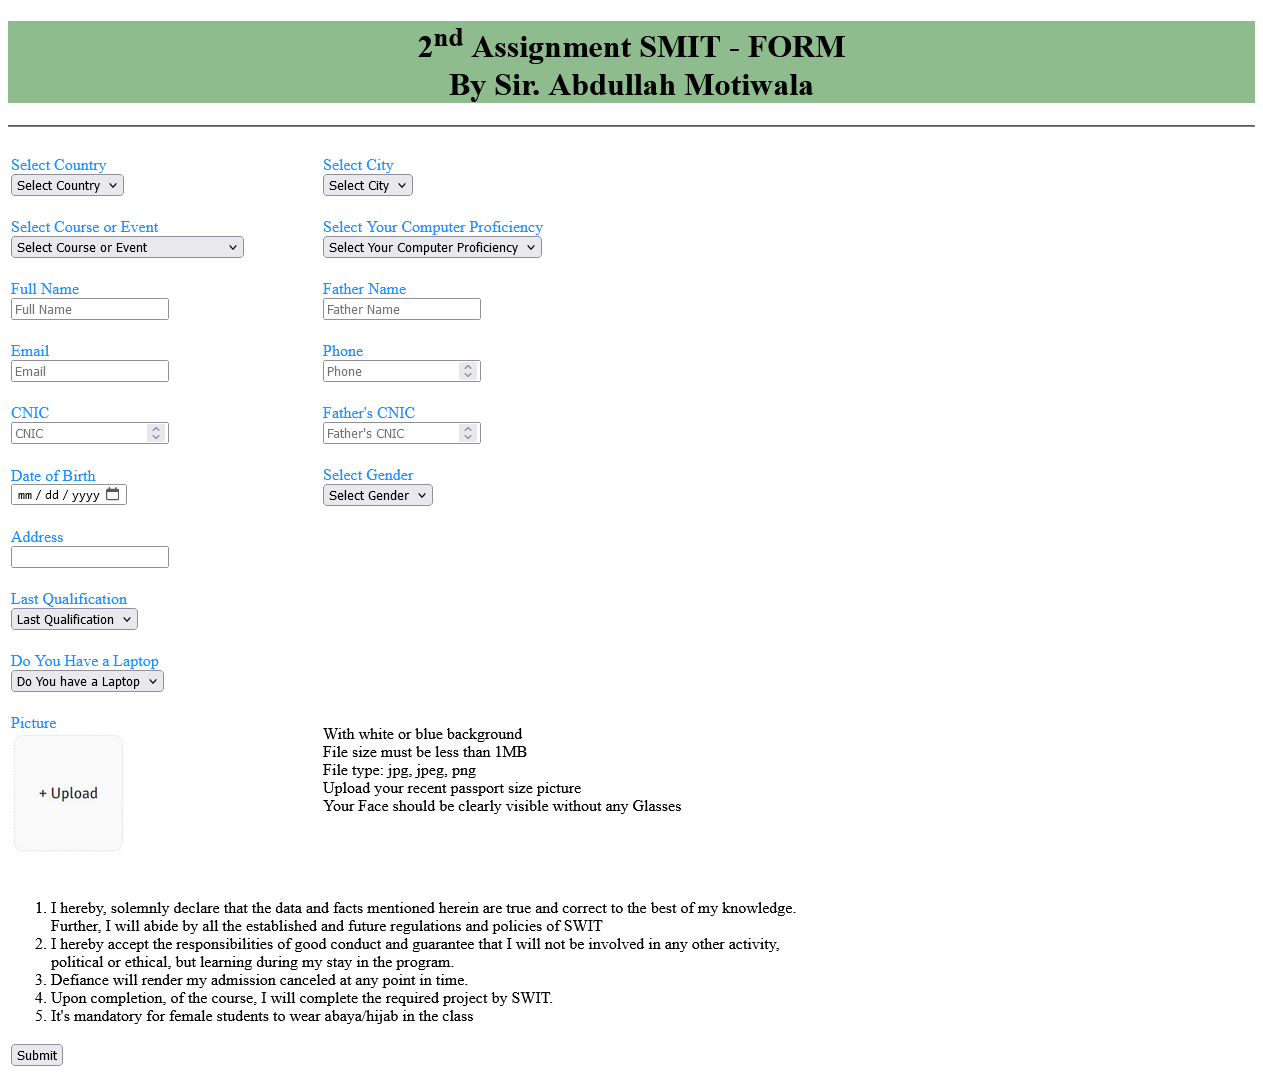 2nd Assignment SMIT - FORM
By Sir. Abdullah Motiwala
Select Country
Select City
Select Country
Select City
Select Course or Event
Select Your Computer Proficiency
Select Course or Event
Select Your Computer Proficiency
Full Name
Father Name
Full Name
Father Name
Email
Phone
Email
Phone
CNIC
Father's CNIC
CNIC
Father's CNIC
Date of Birth
Select Gender
mm / dd / yyyy
Select Gender
Address
Last Qualification
Last Qualification
Do You Have a Laptop
Do You have a Laptop
Picture
+ Upload
With white or blue background
File size must be less than 1MB
File type: jpg, jpeg, png
Upload your recent passport size picture
Your Face should be clearly visible without any Glasses
1. I hereby, solemnly declare that the data and facts mentioned herein are true and correct to the best of my knowledge.
Further, I will abide by all the established and future regulations and policies of SWIT
2. I hereby accept the responsibilities of good conduct and guarantee that I will not be involved in any other activity,
political or ethical, but learning during my stay in the program.
3. Defiance will render my admission canceled at any point in time.
4. Upon completion, of the course, I will complete the required project by SWIT.
5. It's mandatory for female students to wear abaya/hijab in the class
Submit